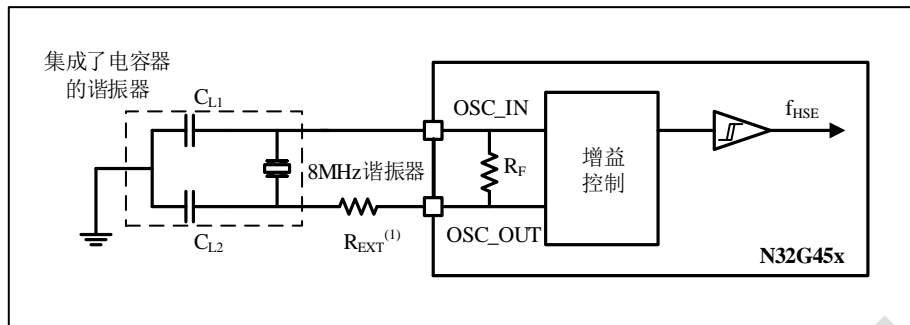 集成了电容器
的谐振器
CL1
OSC_IN
fHSE
8MHz谐振器
RF
增益
控制
CL2
REXT(1)
OSC_OUT
N32G45x